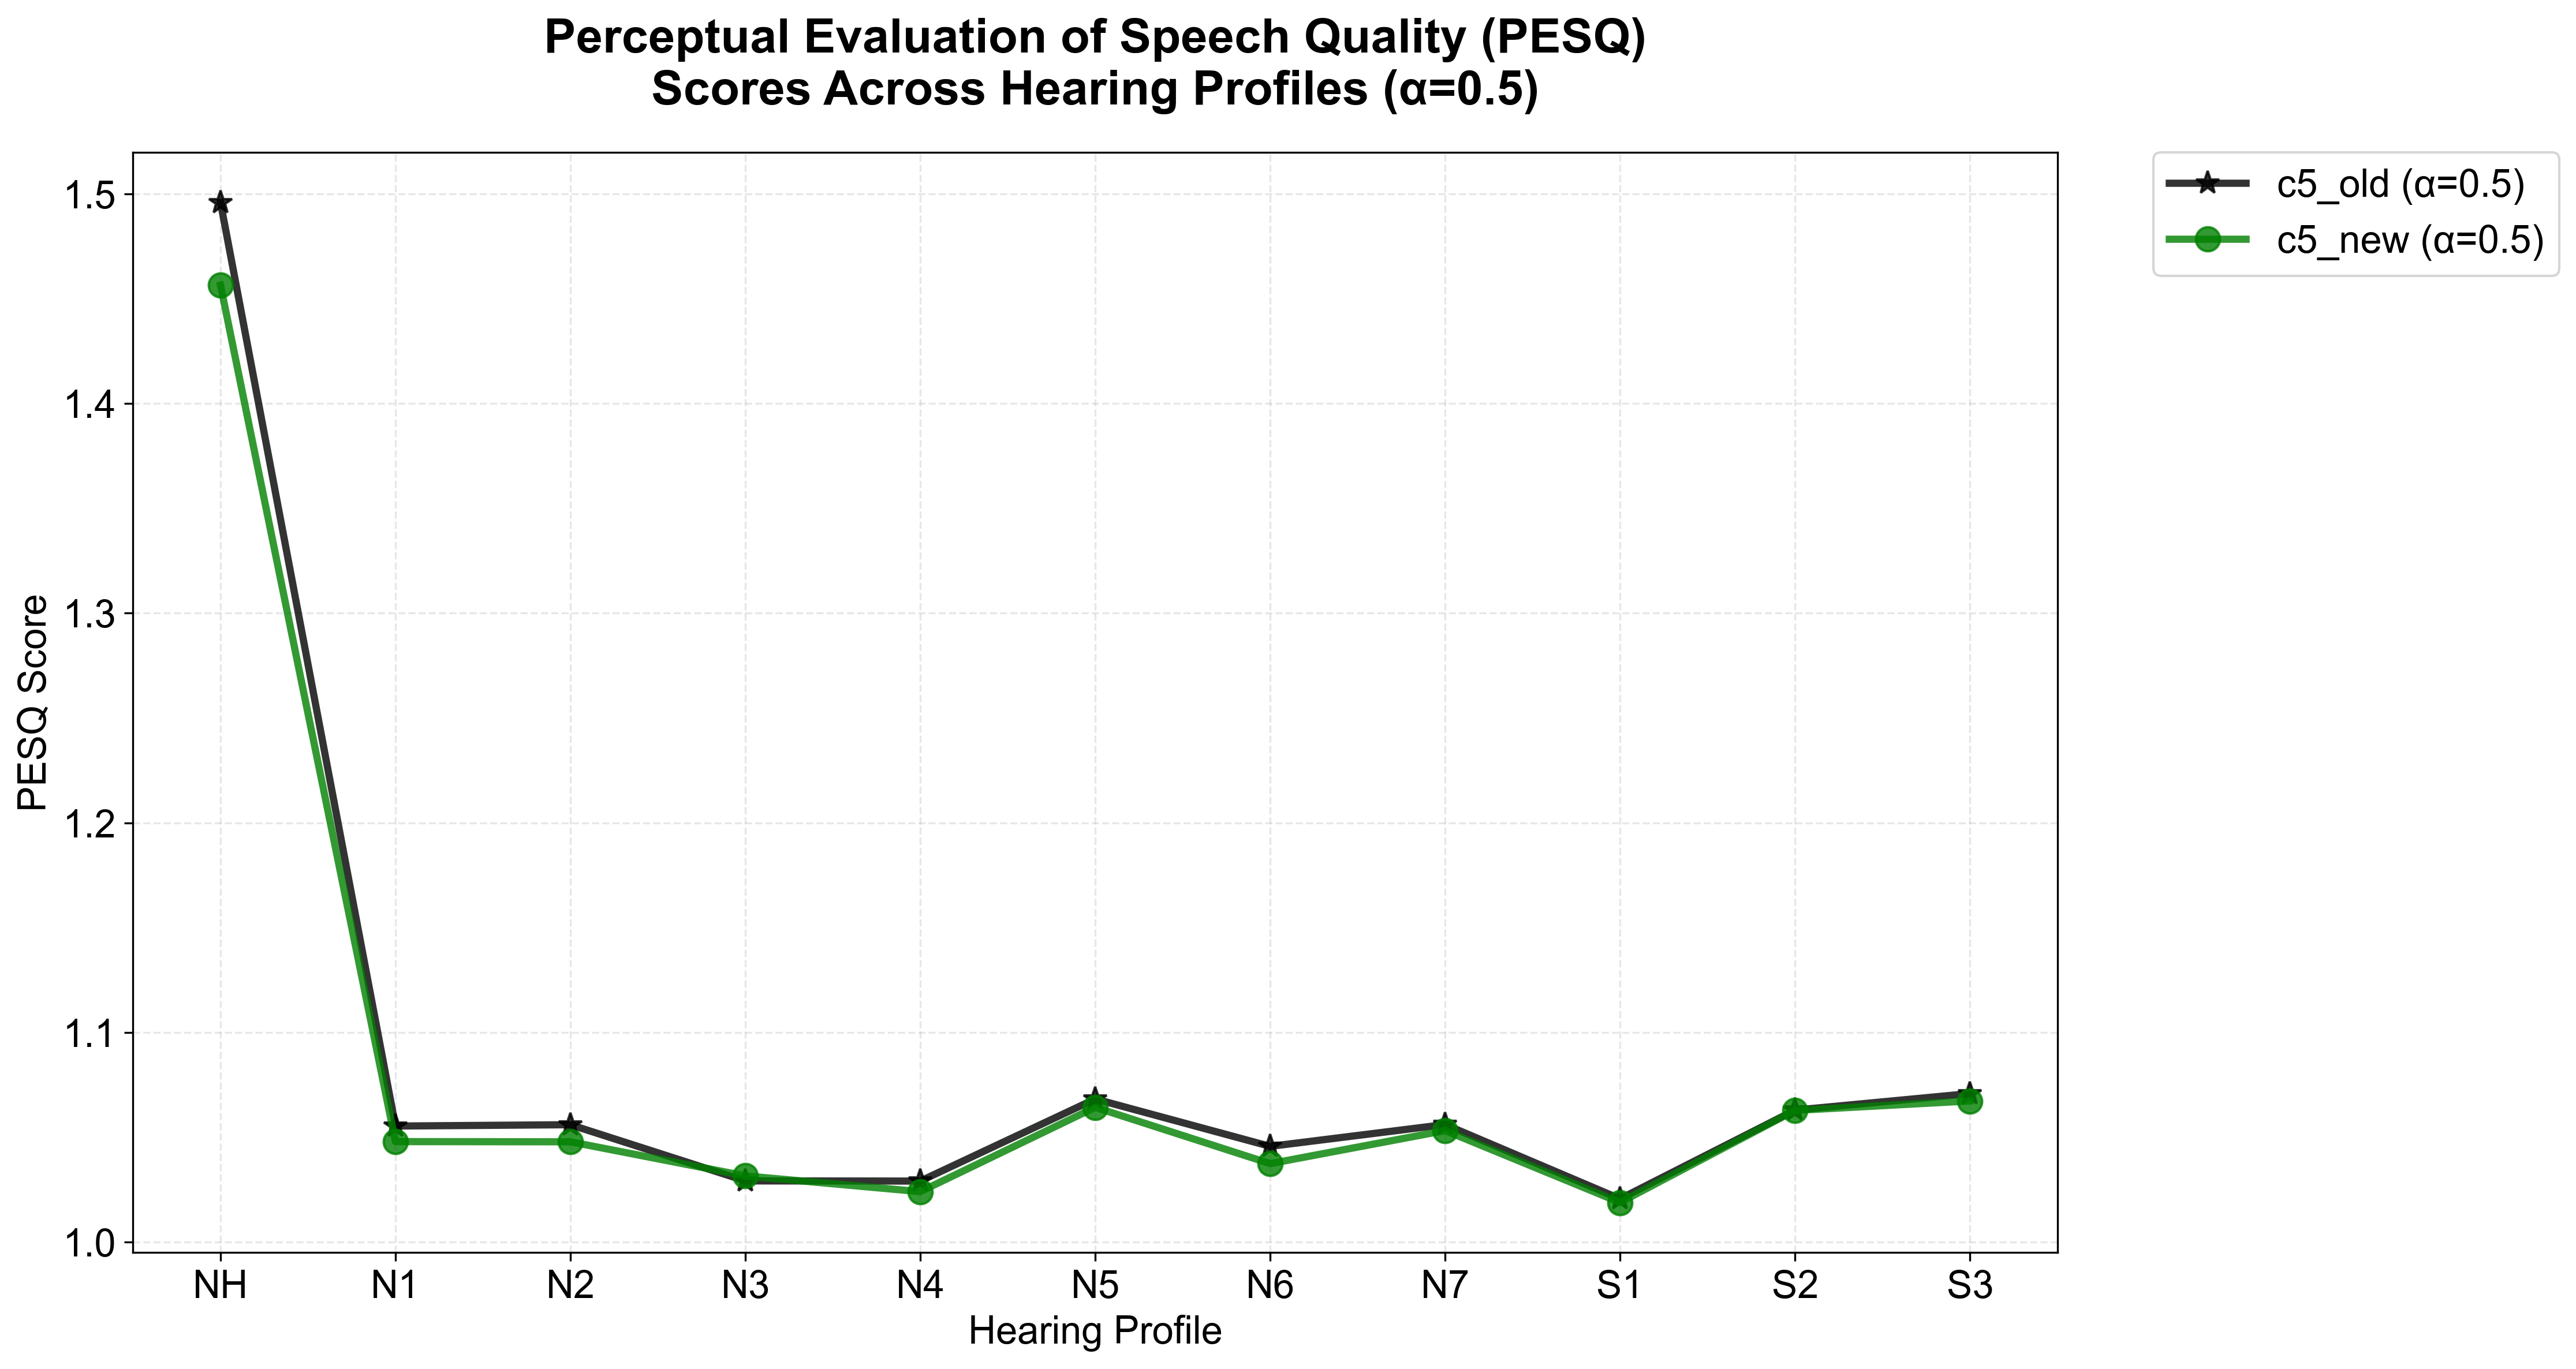 Perceptual Evaluation of Speech Quality (PESQ)
Scores Across Hearing Profiles (α=0.5)
c5_old (α=0.5)
c5_new (α=0.5)
PESQ Score
1.5
1.4
1.3
1.2
1.1
1.0
NH N1 N2 N3 N4 N5 N6 N7 S1 S2 S3
Hearing Profile